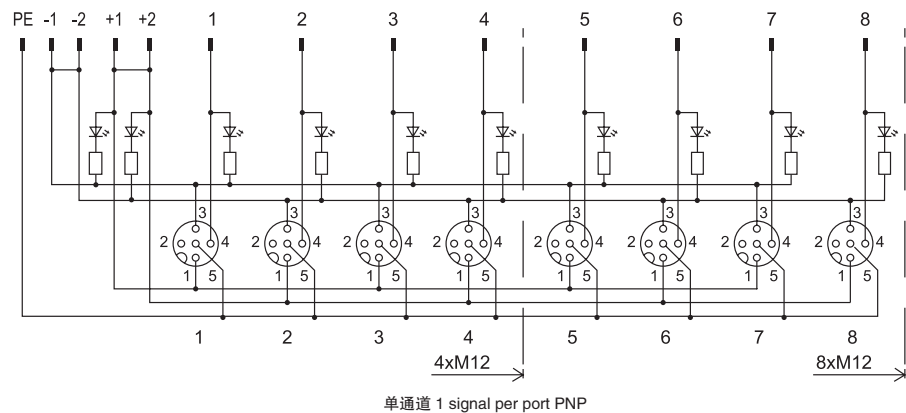 PE -1 -2 +1 +2 1 2 3 4 5 6 7 8
3 3 3 3 3 3 3 3
2 4 2 4 2 4 2 4 2 4 2 4 2 4 2 4
1 5 1 5 1 5 1 5 1 5 1 5 1 5 1 5
1 2 3 4 5 6 7 8
4xM12 8xM12
单通道 1 signal per port PNP